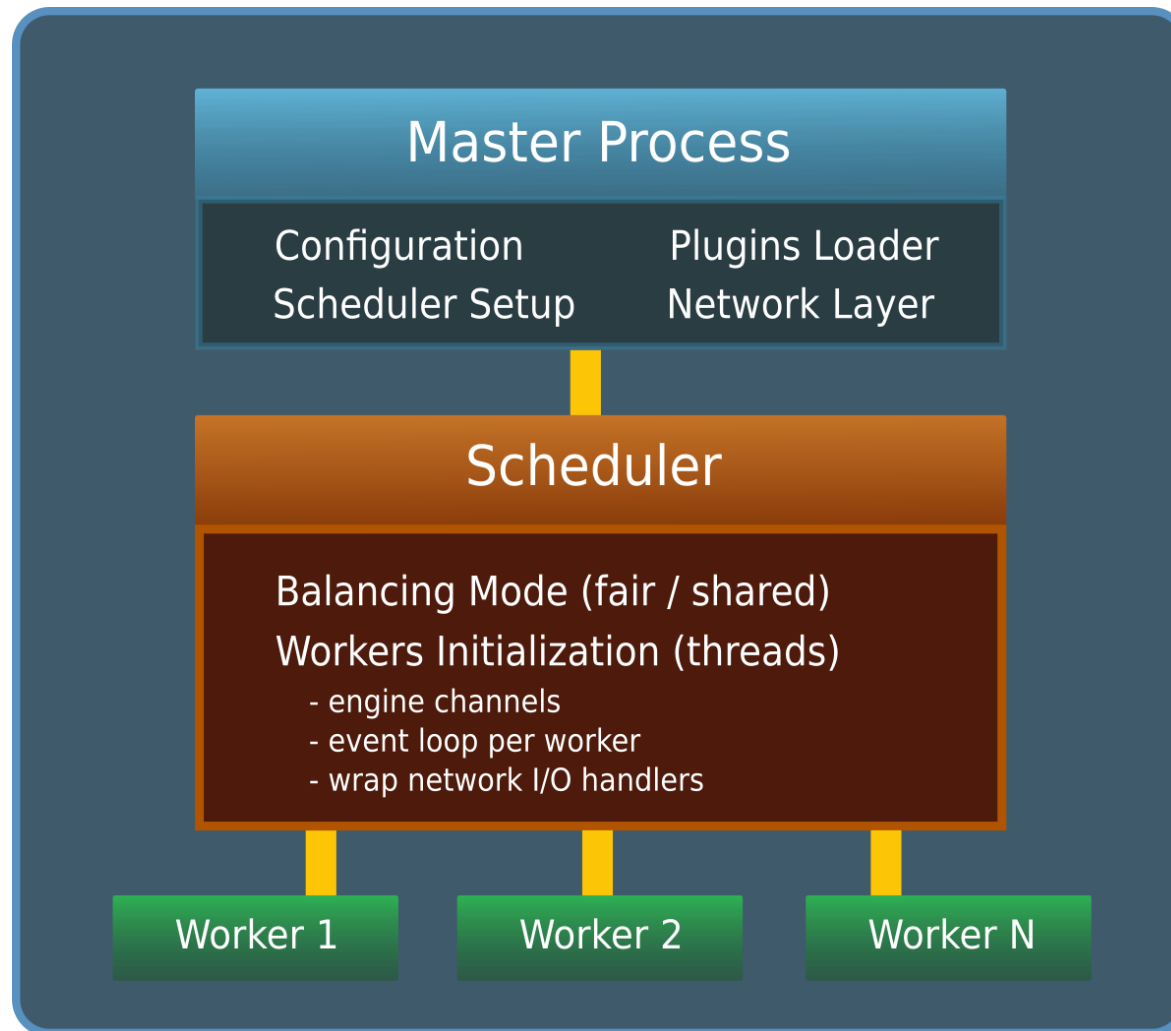 Master Process
Configuration
Plugins Loader
Scheduler Setup
Network Layer
Scheduler
Balancing Mode (fair / shared)
Workers Initialization (threads)
- engine channels
- event loop per worker
- wrap network I/O handlers
Worker 1
Worker 2
Worker N